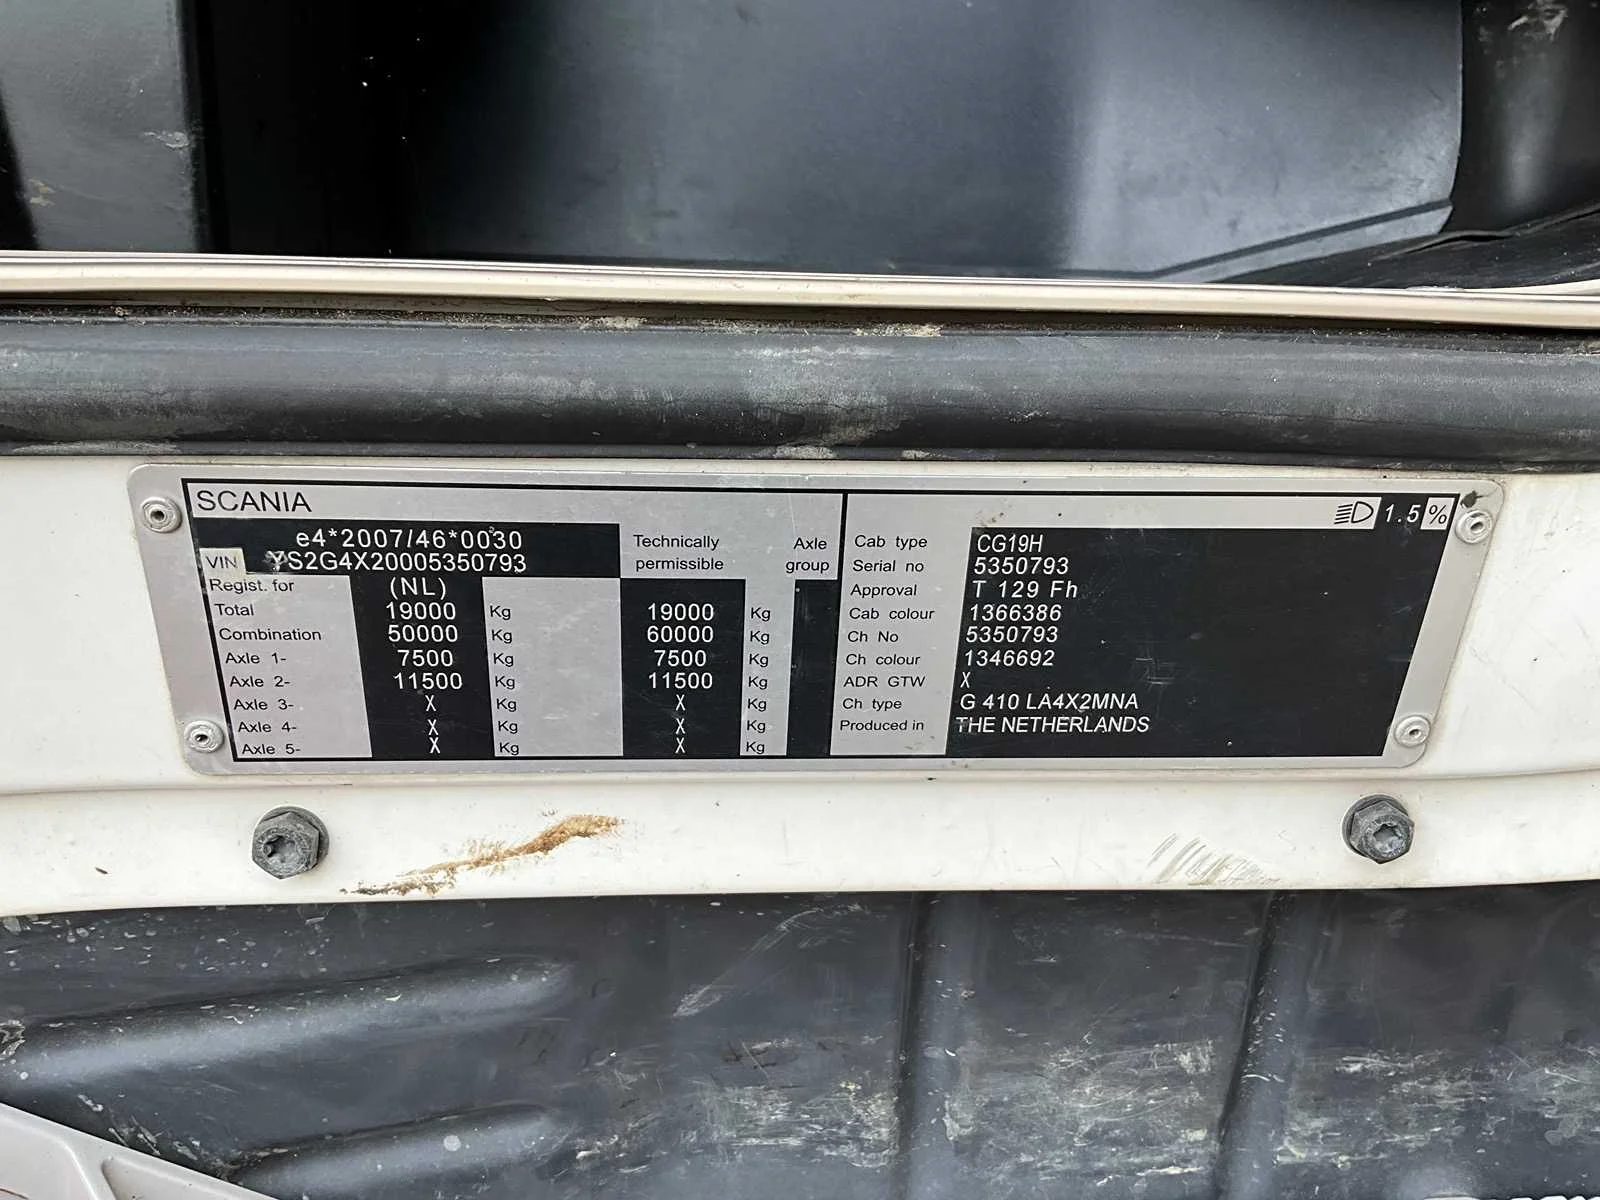 SCANIA
e4*2007/46*0030
VIN YS2G4X20005350793
Technically permissible
Axle group
Regist. for (NL)
Total 19000 Kg 19000 Kg
Combination 50000 Kg 60000 Kg
Axle 1- 7500 Kg 7500 Kg
Axle 2- 11500 Kg 11500 Kg
Axle 3- X Kg X Kg
Axle 4- X Kg X Kg
Axle 5- X Kg X Kg
1.5 %
Cab type CG19H
Serial no 5350793
Approval T 129 Fh
Cab colour 1366386
Ch No 5350793
Ch colour 1346692
ADR GTW X
Ch type G 410 LA4X2MNA
Produced in THE NETHERLANDS